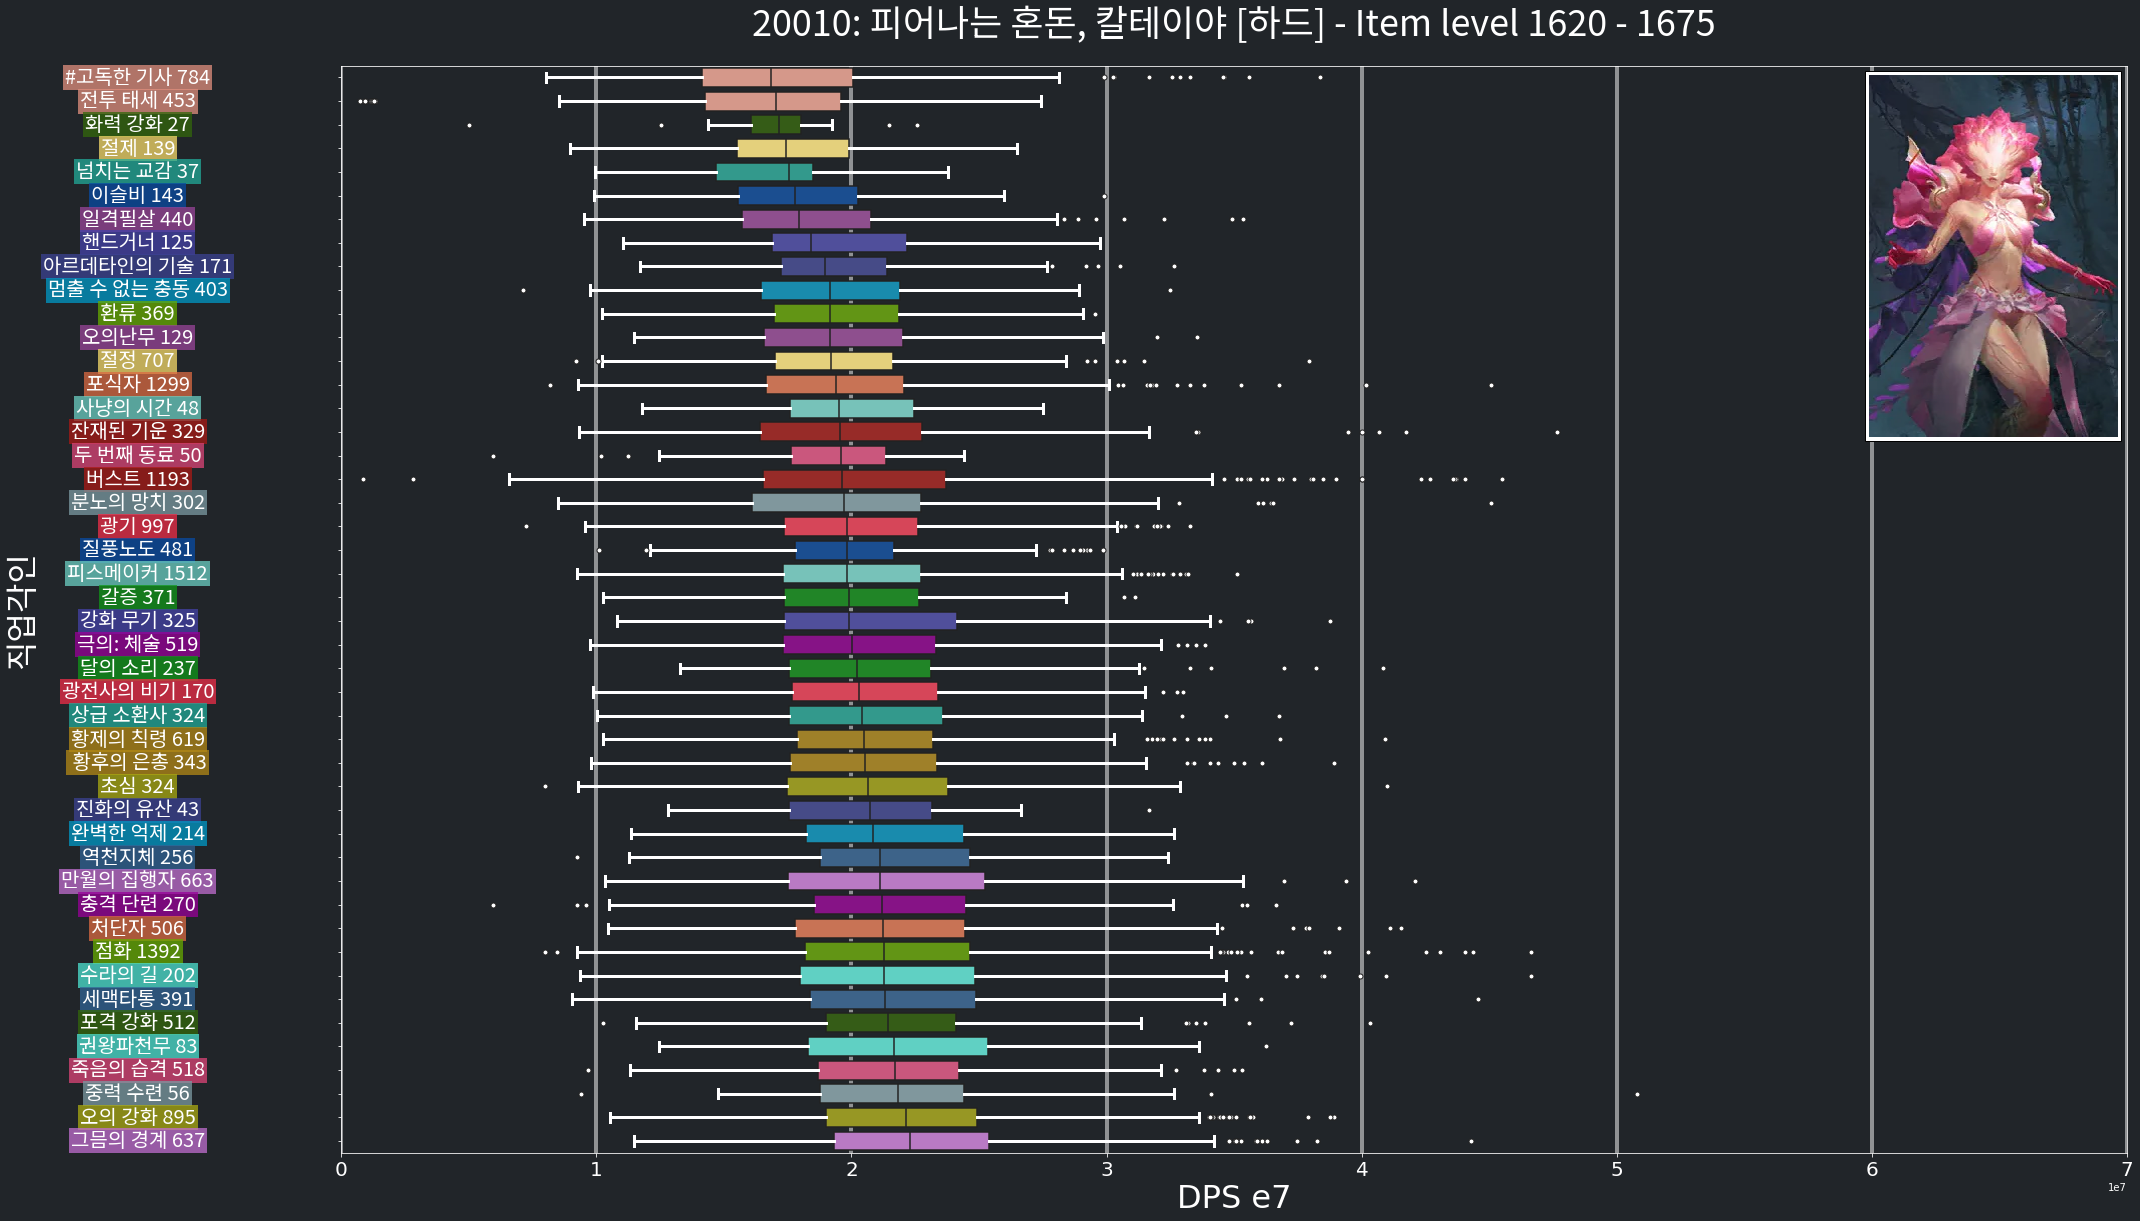 20010: 피어나는 혼돈, 칼테이야 [하드] - Item level 1620 - 1675
#고독한 기사 784
전투 태세 453
화력 강화 27
절제 139
넘치는 교감 37
이슬비 143
일격필살 440
핸드거너 125
아르데타인의 기술 171
멈출 수 없는 충동 403
환류 369
오의난무 129
절정 707
포식자 1299
사냥의 시간 48
잔재된 기운 329
두 번째 동료 50
버스트 1193
분노의 망치 302
광기 997
질풍노도 481
피스메이커 1512
갈증 371
강화 무기 325
극의: 체술 519
달의 소리 237
광전사의 비기 170
상급 소환사 324
황제의 칙령 619
황후의 은총 343
초심 324
진화의 유산 43
완벽한 억제 214
역천지체 256
만월의 집행자 663
충격 단련 270
처단자 506
점화 1392
수라의 길 202
세맥타통 391
포격 강화 512
권왕파천무 83
죽음의 습격 518
중력 수련 56
오의 강화 895
그믐의 경계 637
직업각인
0 1 2 3 4 5 6 7
DPS e7
1e7